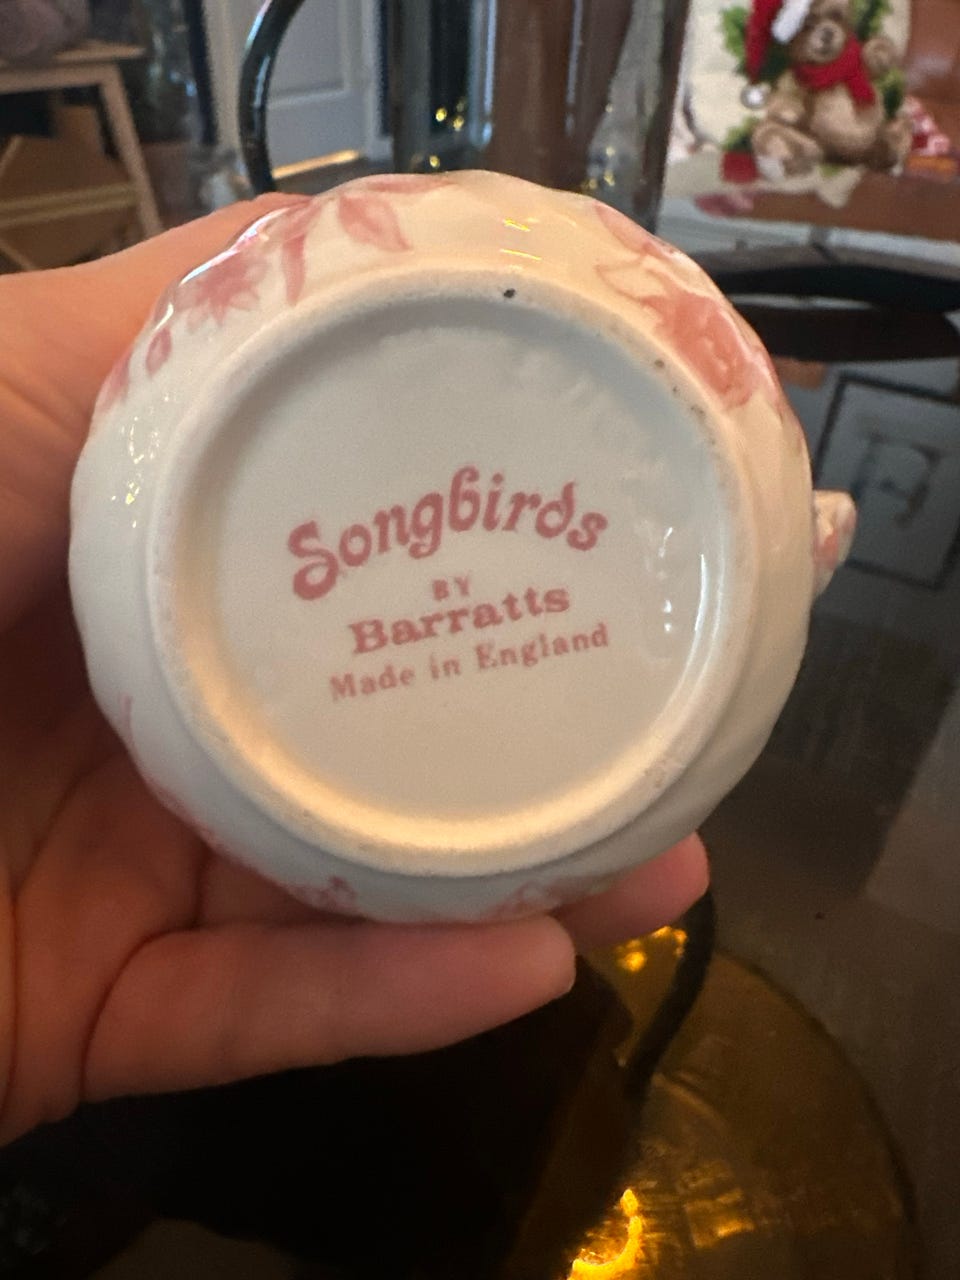 Songbirds
BY
Barratts
Made in England